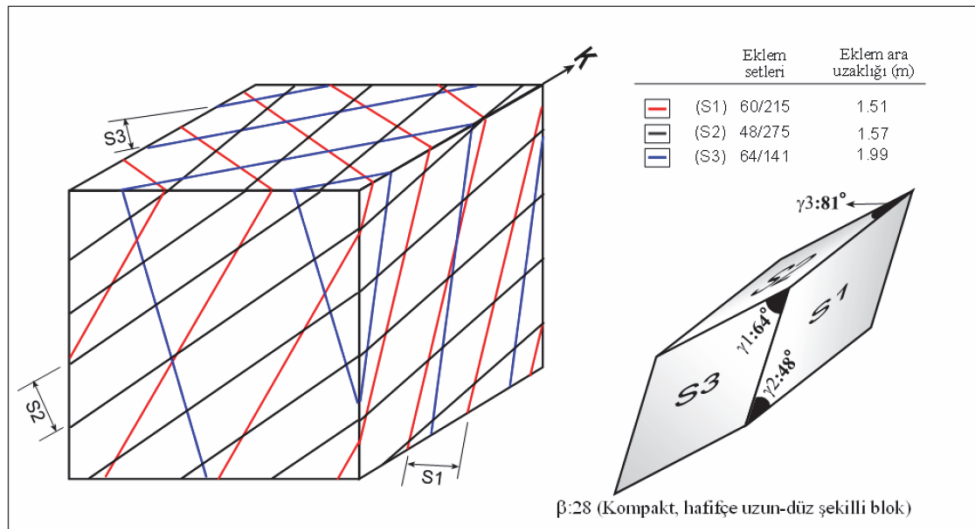 K
S3
S2
S1
Eklem setleri
Eklem ara uzaklığı (m)
(S1) 60/215 1.51
(S2) 48/275 1.57
(S3) 64/141 1.99
γ3:81°
S2
S1
γ1:64°
S3
γ2:48°
β:28 (Kompakt, hafifçe uzun-düz şekilli blok)